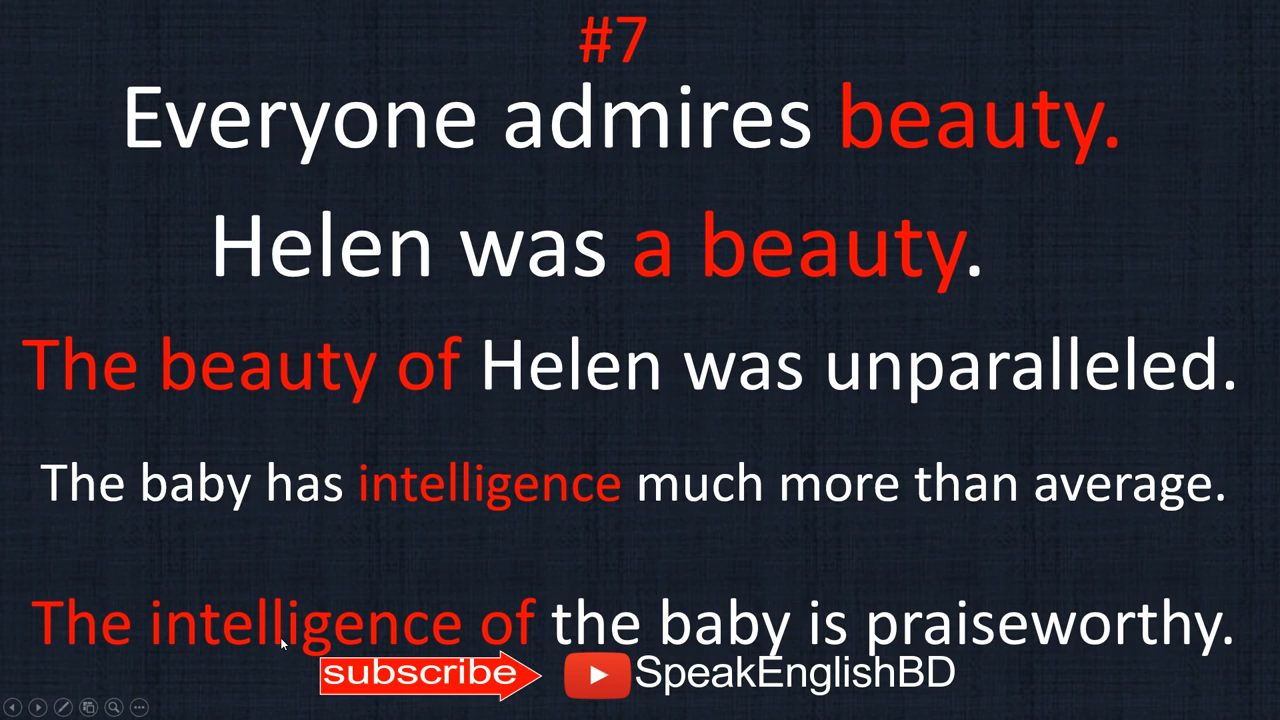 #7
Everyone admires beauty.
Helen was a beauty.
The beauty of Helen was unparalleled.
The baby has intelligence much more than average.
The intelligence of the baby is praiseworthy.
subscribe SpeakEnglishBD